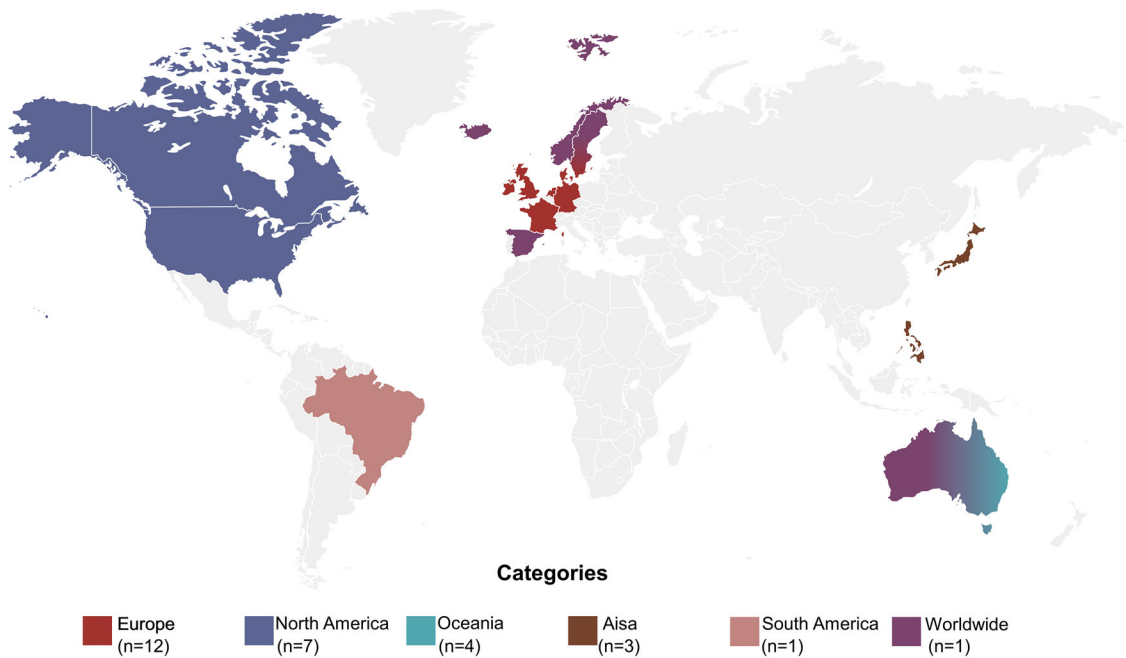 Categories
Europe
(n=12)
North America
(n=7)
Oceania
(n=4)
Aisa
(n=3)
South America
(n=1)
Worldwide
(n=1)